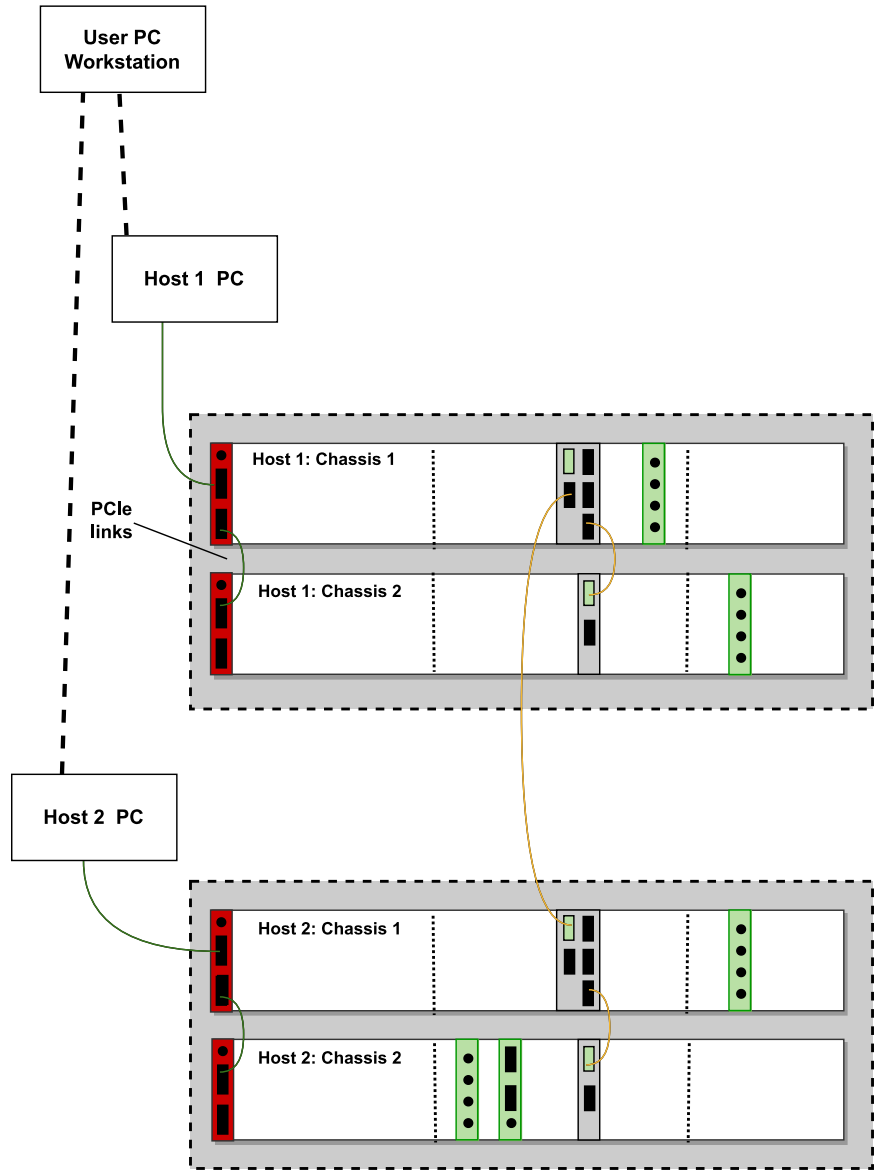 User PC
Workstation
Host 1  PC
Host 1: Chassis 1
PCIe
links
Host 1: Chassis 2
Host 2  PC
Host 2: Chassis 1
Host 2: Chassis 2